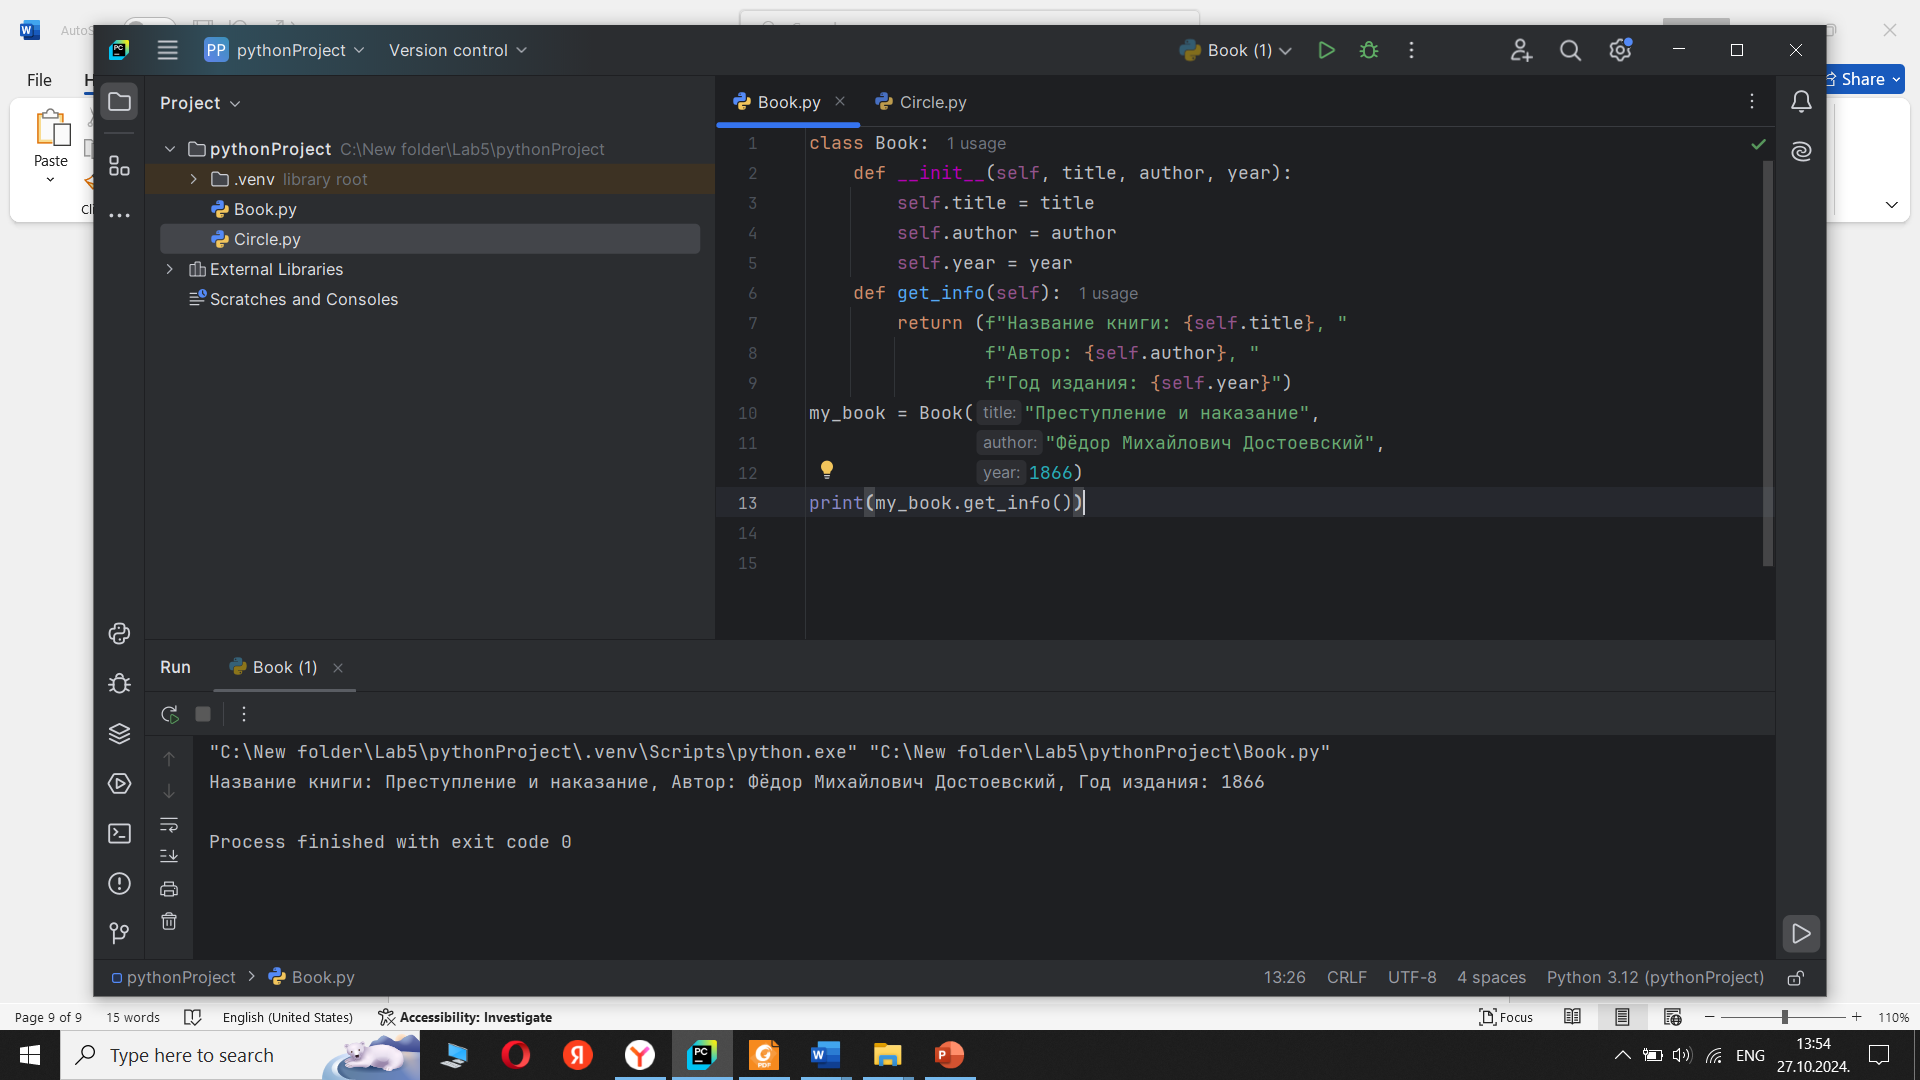 File
Paste
Share
PP pythonProject
Version control
Book (1)
Project
pythonProject C:\New folder\Lab5\pythonProject
.venv library root
Book.py
Circle.py
External Libraries
Scratches and Consoles
Book.py
Circle.py
1 class Book: 1 usage
2 def __init__(self, title, author, year):
3 self.title = title
4 self.author = author
5 self.year = year
6 def get_info(self): 1 usage
7 return (f"Название книги: {self.title}, "
8 f"Автор: {self.author}, "
9 f"Год издания: {self.year}")
10 my_book = Book( title: "Преступление и наказание",
11 author: "Фёдор Михайлович Достоевский",
12 year: 1866)
13 print(my_book.get_info())
14
15
Run
Book (1)
"C:\New folder\Lab5\pythonProject\.venv\Scripts\python.exe" "C:\New folder\Lab5\pythonProject\Book.py"
Название книги: Преступление и наказание, Автор: Фёдор Михайлович Достоевский, Год издания: 1866
Process finished with exit code 0
pythonProject > Book.py
13:26 CRLF UTF-8 4 spaces Python 3.12 (pythonProject)
Page 9 of 9 15 words English (United States) Accessibility: Investigate
Focus
110%
Type here to search
ENG
13:54
27.10.2024.